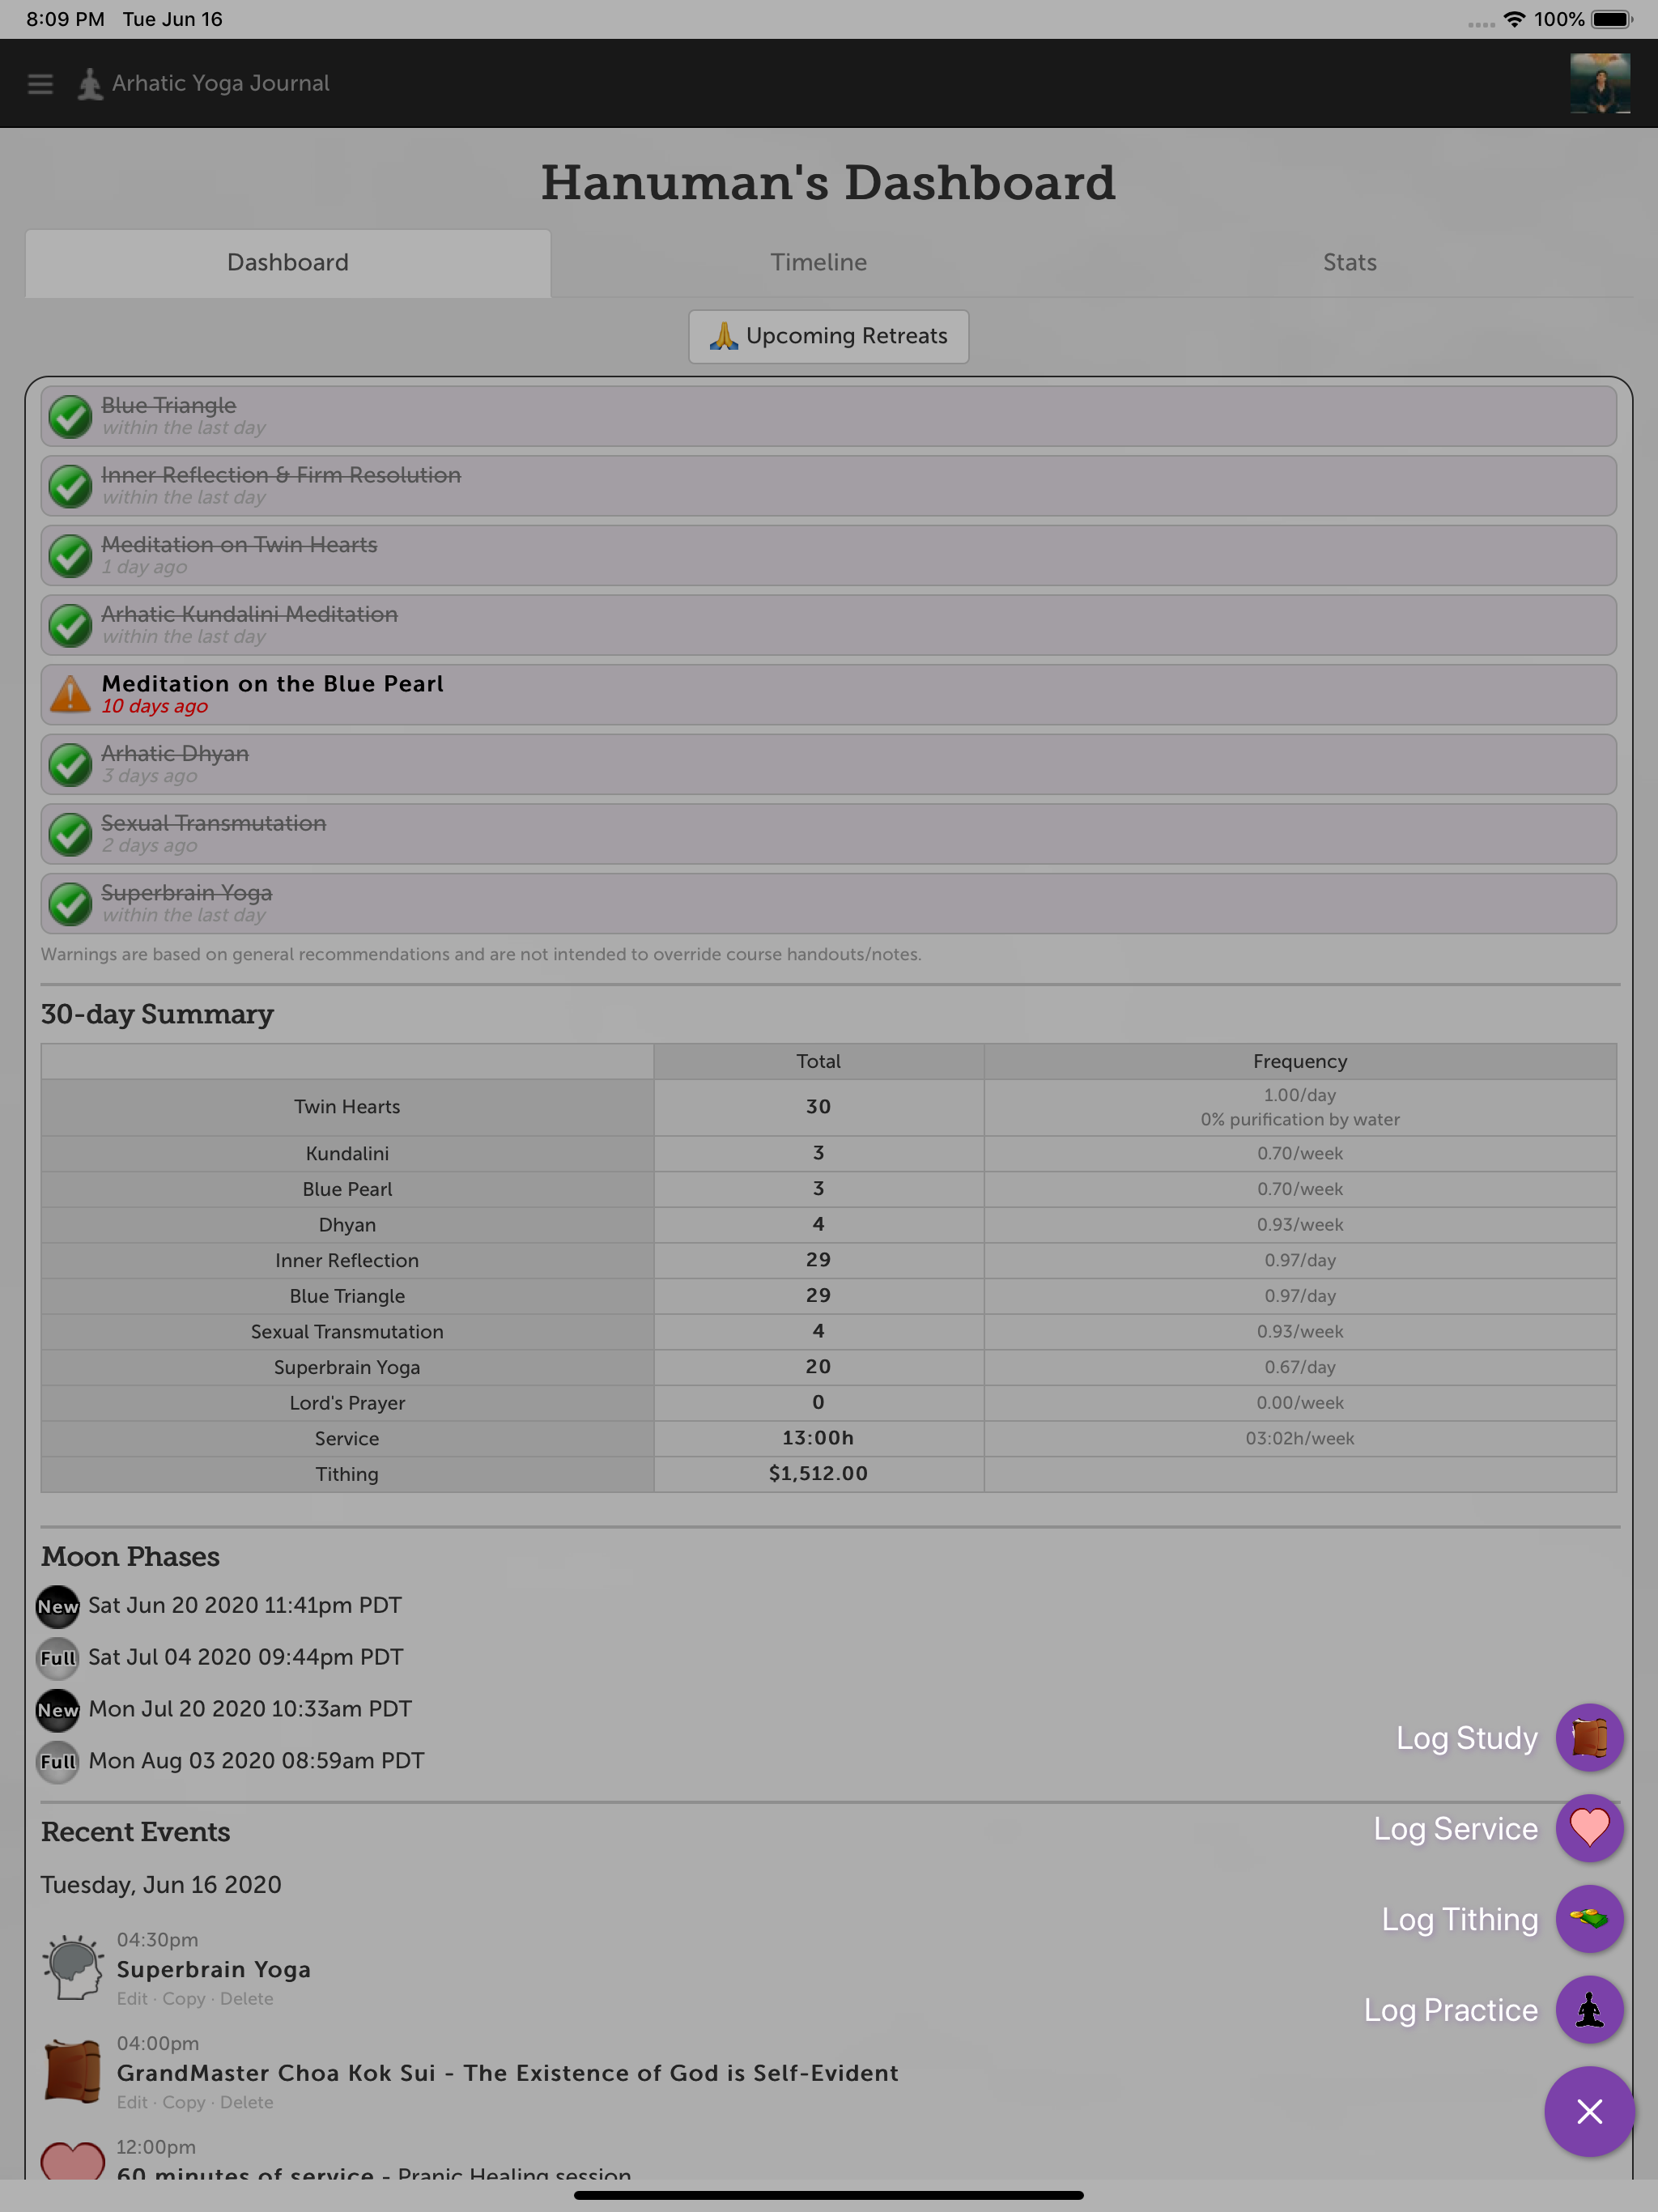 8:09 PM Tue Jun 16 100%
Arhatic Yoga Journal
Hanuman's Dashboard
Dashboard Timeline Stats
🙏 Upcoming Retreats
Blue Triangle
within the last day
Inner Reflection & Firm Resolution
within the last day
Meditation on Twin Hearts
1 day ago
Arhatic Kundalini Meditation
within the last day
Meditation on the Blue Pearl
10 days ago
Arhatic Dhyan
3 days ago
Sexual Transmutation
2 days ago
Superbrain Yoga
within the last day
Warnings are based on general recommendations and are not intended to override course handouts/notes.
30-day Summary
Total Frequency
Twin Hearts 30 1.00/day
0% purification by water
Kundalini 3 0.70/week
Blue Pearl 3 0.70/week
Dhyan 4 0.93/week
Inner Reflection 29 0.97/day
Blue Triangle 29 0.97/day
Sexual Transmutation 4 0.93/week
Superbrain Yoga 20 0.67/day
Lord's Prayer 0 0.00/week
Service 13:00h 03:02h/week
Tithing $1,512.00
Moon Phases
New Sat Jun 20 2020 11:41pm PDT
Full Sat Jul 04 2020 09:44pm PDT
New Mon Jul 20 2020 10:33am PDT
Full Mon Aug 03 2020 08:59am PDT
Log Study
Log Service
Log Tithing
Log Practice
Recent Events
Tuesday, Jun 16 2020
04:30pm
Superbrain Yoga
Edit · Copy · Delete
04:00pm
GrandMaster Choa Kok Sui - The Existence of God is Self-Evident
Edit · Copy · Delete
12:00pm
60 minutes of service - Pranic Healing session